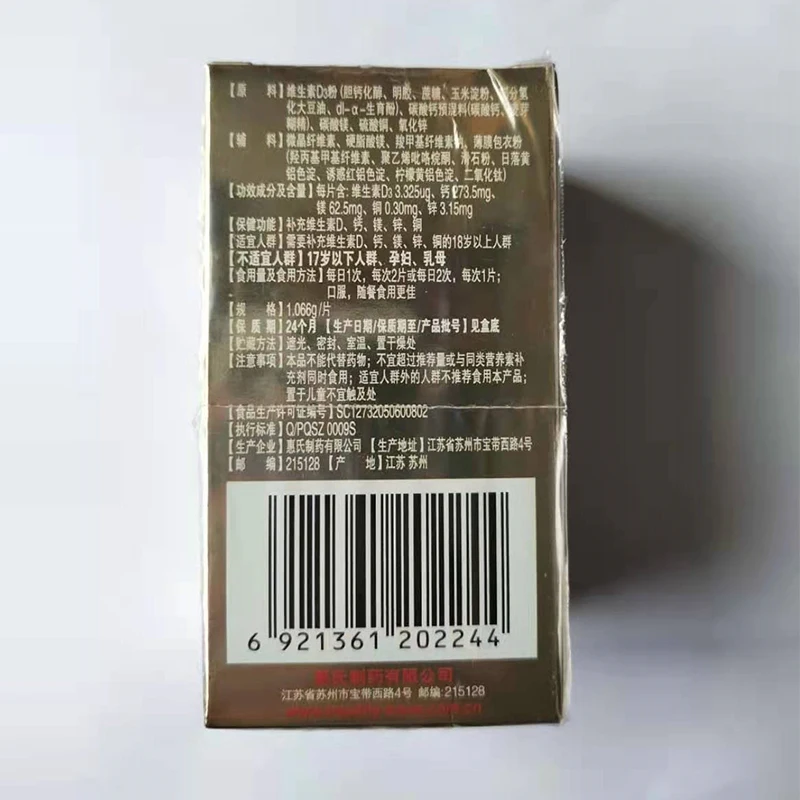 【原 料】维生素D₃粉(胆钙化醇、明胶、蔗糖、玉米淀粉、部分氢
化大豆油、dl-α-生育酚)、碳酸钙预混料(碳酸钙、麦芽
糊精)、碳酸镁、硫酸铜、氧化锌
【辅 料】微晶纤维素、硬脂酸镁、羧甲基纤维素钠、薄膜包衣粉
(羟丙基甲基纤维素、聚乙烯吡咯烷酮、滑石粉、日落黄
铝色淀、诱惑红铝色淀、柠檬黄铝色淀、二氧化钛)
【功效成分及含量】每片含: 维生素D₃ 3.325ug、钙 273.5mg、
镁 62.5mg、铜 0.30mg、锌 3.15mg
【保健功能】补充维生素D、钙、镁、锌、铜
【适宜人群】需要补充维生素D、钙、镁、锌、铜的18岁以上人群
【不适宜人群】17岁以下人群、孕妇、乳母
【食用量及食用方法】每日1次, 每次2片或每日2次, 每次1片;
口服, 随餐食用更佳
【规 格】1.066g/片
【保 质 期】24个月 【生产日期/保质期至/产品批号】见盒底
【贮藏方法】遮光、密封、室温、置干燥处
【注意事项】本品不能代替药物; 不宜超过推荐量或与同类营养素补
充剂同时食用; 适宜人群外的人群不推荐食用本产品;
置于儿童不宜触及处
【食品生产许可证编号】SC12732050600802
【执行标准】Q/PQSZ 0009S
【生产企业】惠氏制药有限公司 【生产地址】江苏省苏州市宝带西路4号
【邮 编】215128 【产 地】江苏 苏州
6 921361 202244
惠氏制药有限公司
江苏省苏州市宝带西路4号 邮编:215128